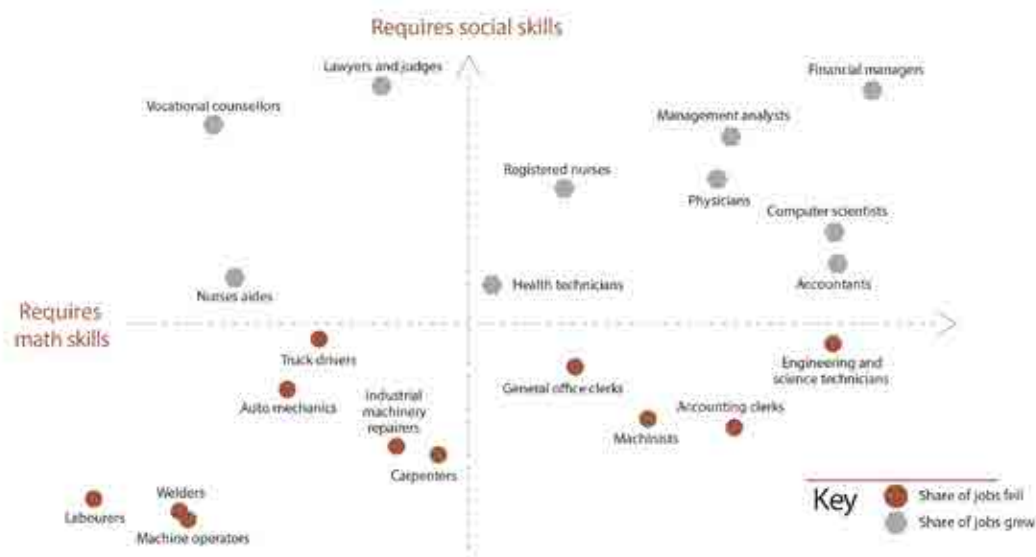 Requires social skills
Lawyers and judges
Financial managers
Vocational counsellors
Management analysts
Registered nurses
Physicians
Computer scientists
Nurses aides
Health technicians
Accountants
Requires
math skills
Truck drivers
Engineering and
science technicians
General office clerks
Auto mechanics
Industrial
machinery
repairers
Accounting clerks
Machinists
Carpenters
Welders
Labourers
Machine operators
Key
Share of jobs fell
Share of jobs grew